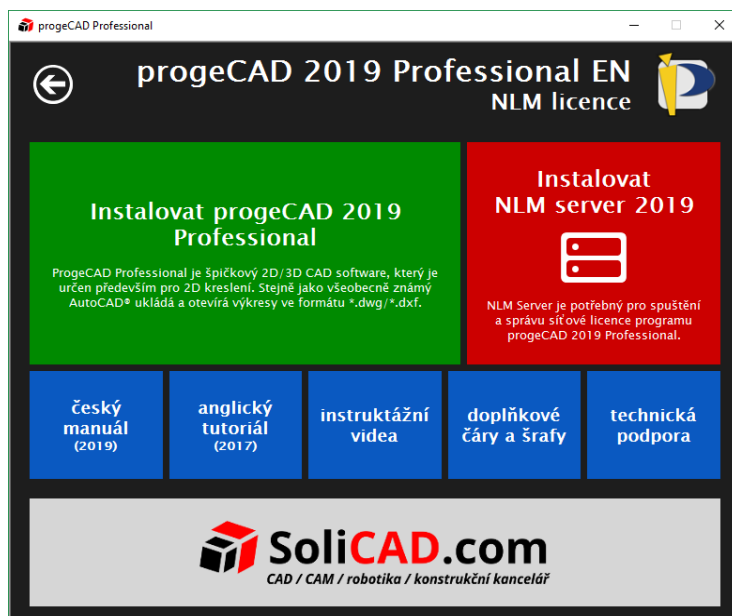 progeCAD Professional
progeCAD 2019 Professional EN
NLM licence
Instalovat progeCAD 2019
Professional
ProgeCAD Professional je špičkový 2D/3D CAD software, který je
určen především pro 2D kreslení. Stejně jako všeobecně známý
AutoCAD® ukládá a otevírá výkresy ve formátu *.dwg/*.dxf.
Instalovat
NLM server 2019
NLM Server je potřebný pro spuštění
a správu síťové licence programu
progeCAD 2019 Professional.
český
manuál
(2019)
anglický
tutoriál
(2017)
instruktážní
videa
doplňkové
čáry a šrafy
technická
podpora
SoliCAD.com
CAD / CAM / robotika / konstrukční kancelář